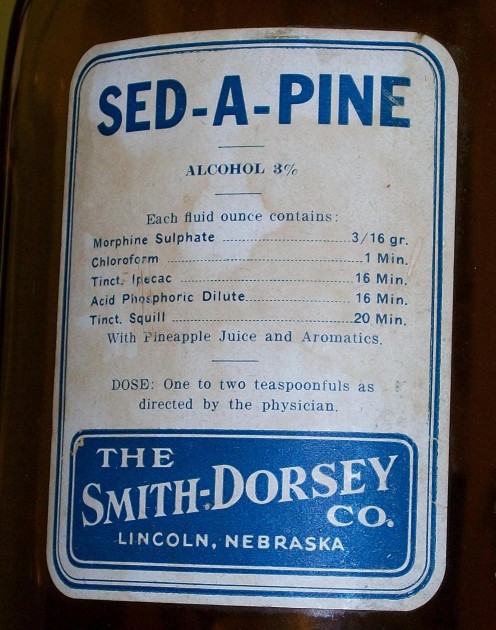 SED-A-PINE
ALCOHOL 3%
Each fluid ounce contains:
Morphine Sulphate ........................ 3/16 gr.
Chloroform ........................ 1 Min.
Tinct. Ipecac ........................ 16 Min.
Acid Phosphoric Dilute ........................ 16 Min.
Tinct. Squill ........................ 20 Min.
With Pineapple Juice and Aromatics.
DOSE: One to two teaspoonfuls as
directed by the physician.
THE
SMITH-DORSEY
CO.
LINCOLN, NEBRASKA